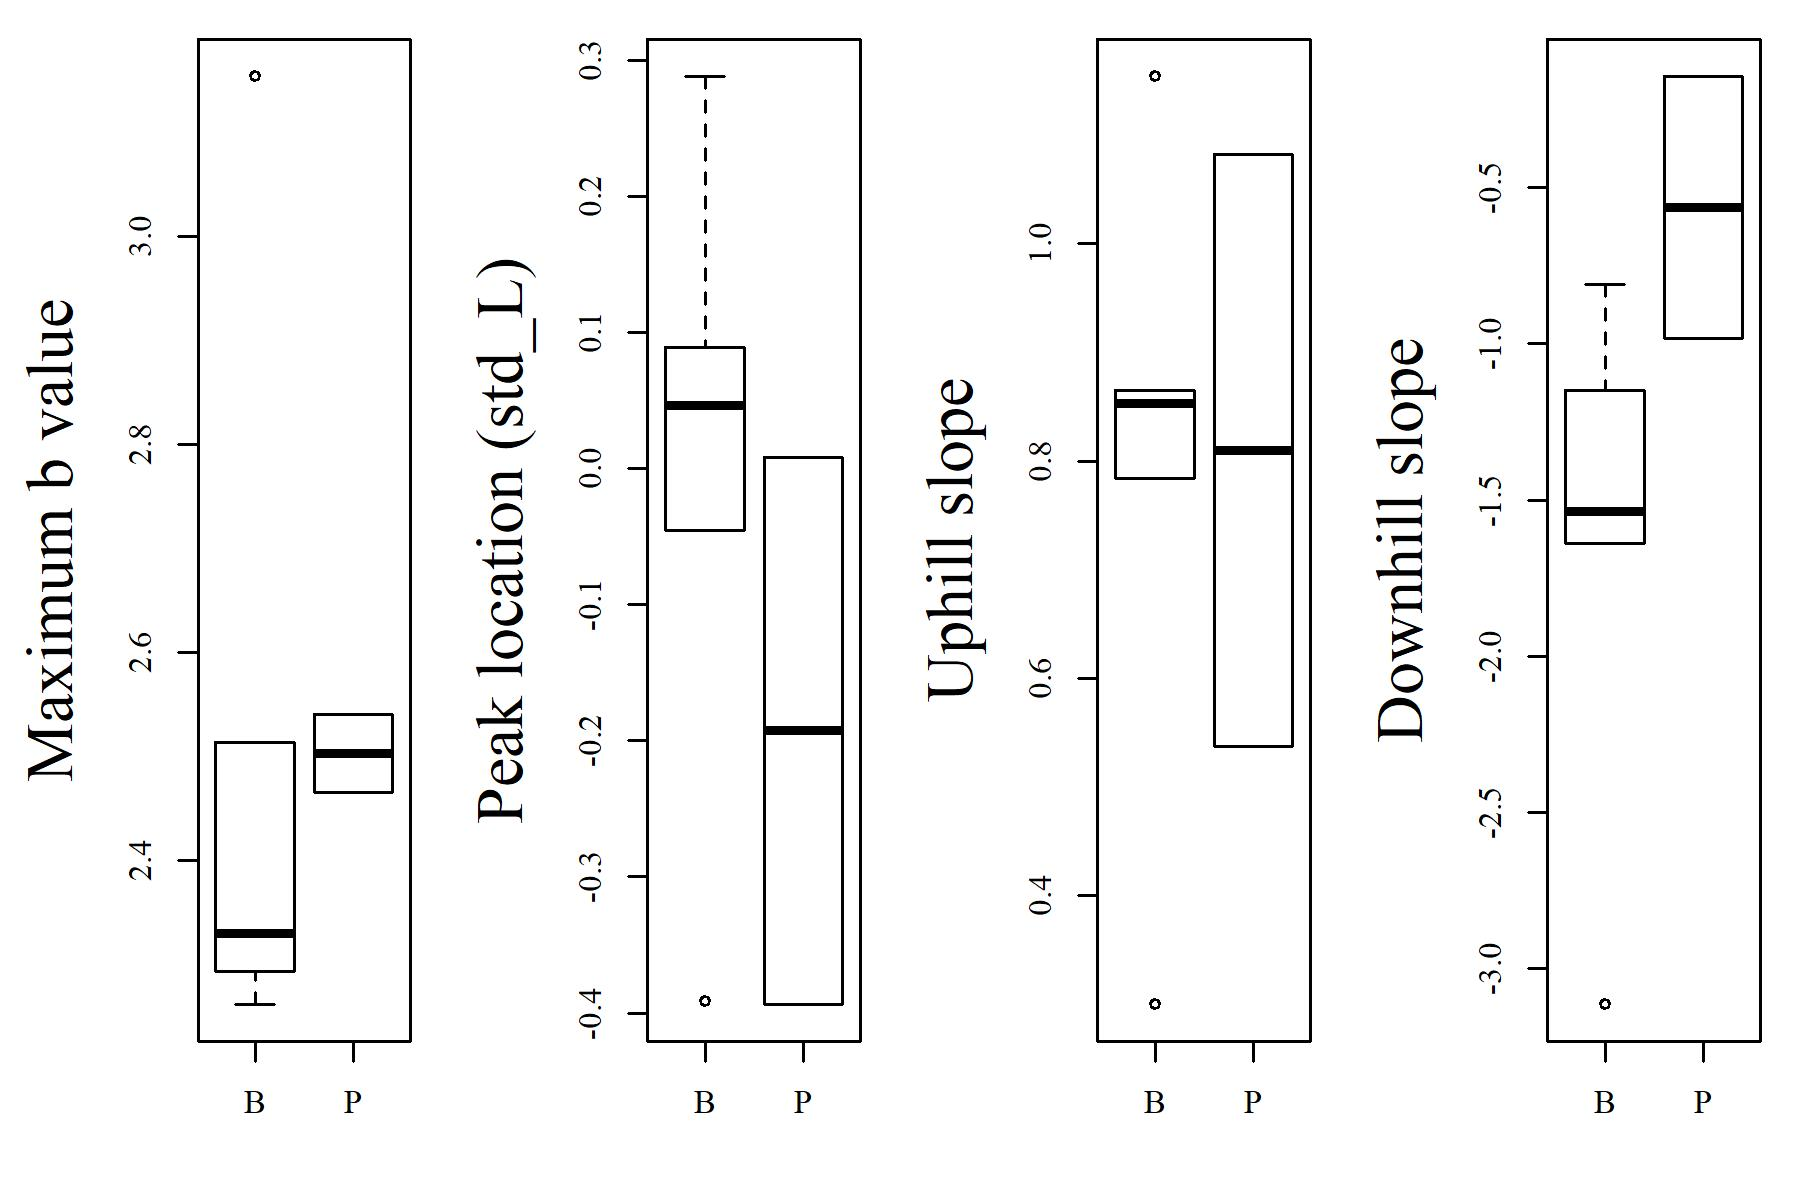 Maximum b value
3.0
2.8
2.6
2.4
B P
Peak location (std_L)
0.3
0.2
0.1
0.0
-0.1
-0.2
-0.3
-0.4
B P
Uphill slope
1.0
0.8
0.6
0.4
B P
Downhill slope
-0.5
-1.0
-1.5
-2.0
-2.5
-3.0
B P